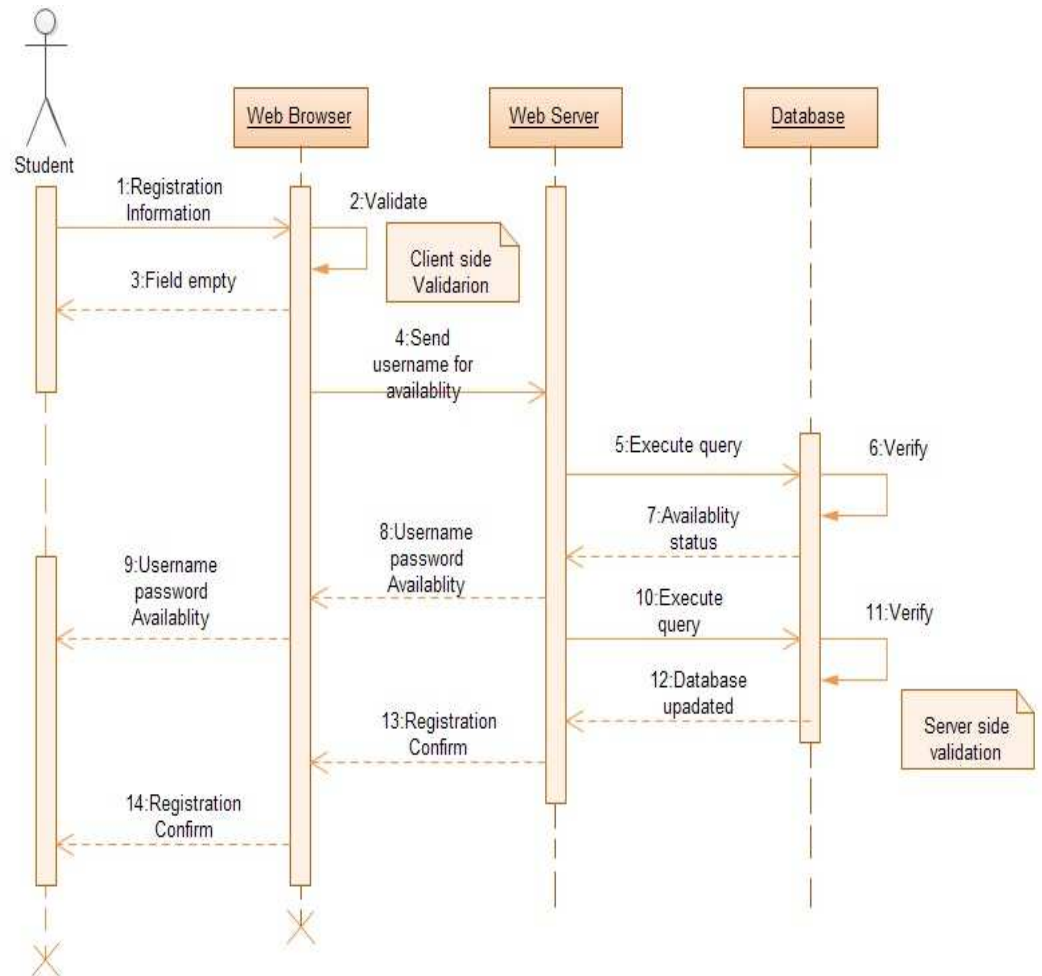 Student
Web Browser
Web Server
Database
1:Registration
Information
2:Validate
Client side
Validarion
3:Field empty
4:Send
username for
availablity
5:Execute query
6:Verify
7:Availablity
status
8:Username
password
Availablity
9:Username
password
Availablity
10:Execute
query
11:Verify
12:Database
upadated
Server side
validation
13:Registration
Confirm
14:Registration
Confirm